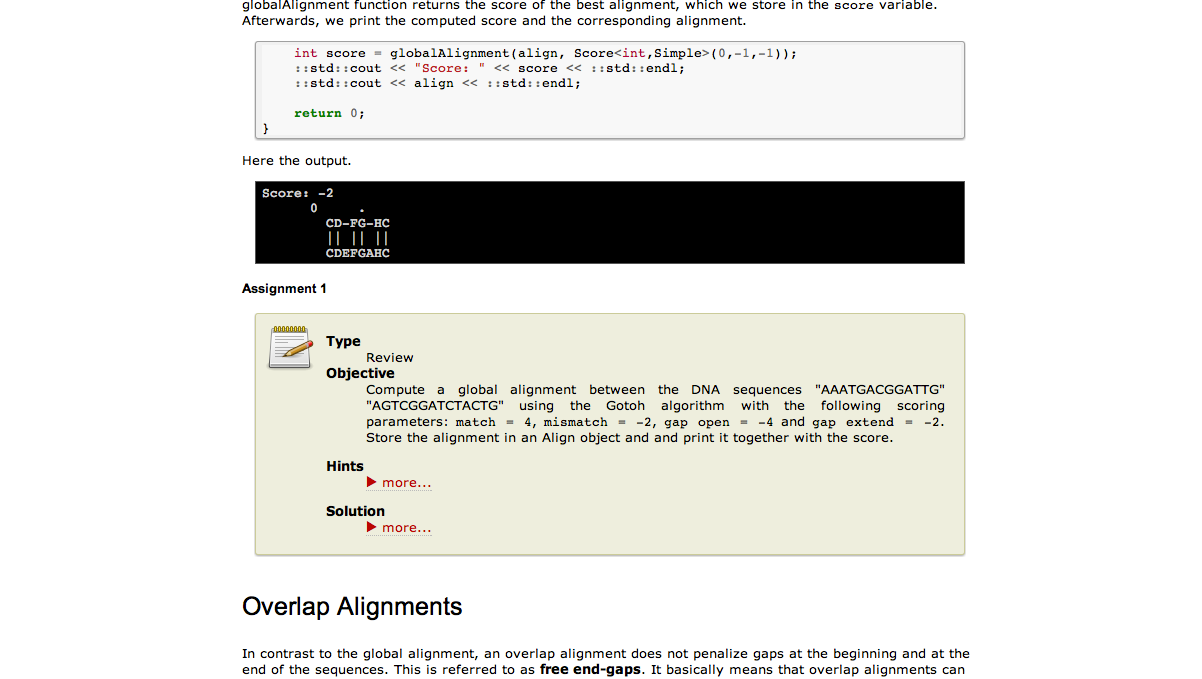 globalAlignment function returns the score of the best alignment, which we store in the score variable.
Afterwards, we print the computed score and the corresponding alignment.
int score = globalAlignment(align, Score<int,Simple>(0,-1,-1));
::std::cout << "Score: " << score << ::std::endl;
::std::cout << align << ::std::endl;
return 0;
}
Here the output.
Score: -2
0 .
CD-FG-HC
|| || ||
CDEFGAHC
Assignment 1
Type
Review
Objective
Compute a global alignment between the DNA sequences "AAATGACGGATTG"
"AGTCGGATCTACTG" using the Gotoh algorithm with the following scoring
parameters: match = 4, mismatch = -2, gap open = -4 and gap extend = -2.
Store the alignment in an Align object and and print it together with the score.
Hints
more...
Solution
more...
Overlap Alignments
In contrast to the global alignment, an overlap alignment does not penalize gaps at the beginning and at the
end of the sequences. This is referred to as free end-gaps. It basically means that overlap alignments can